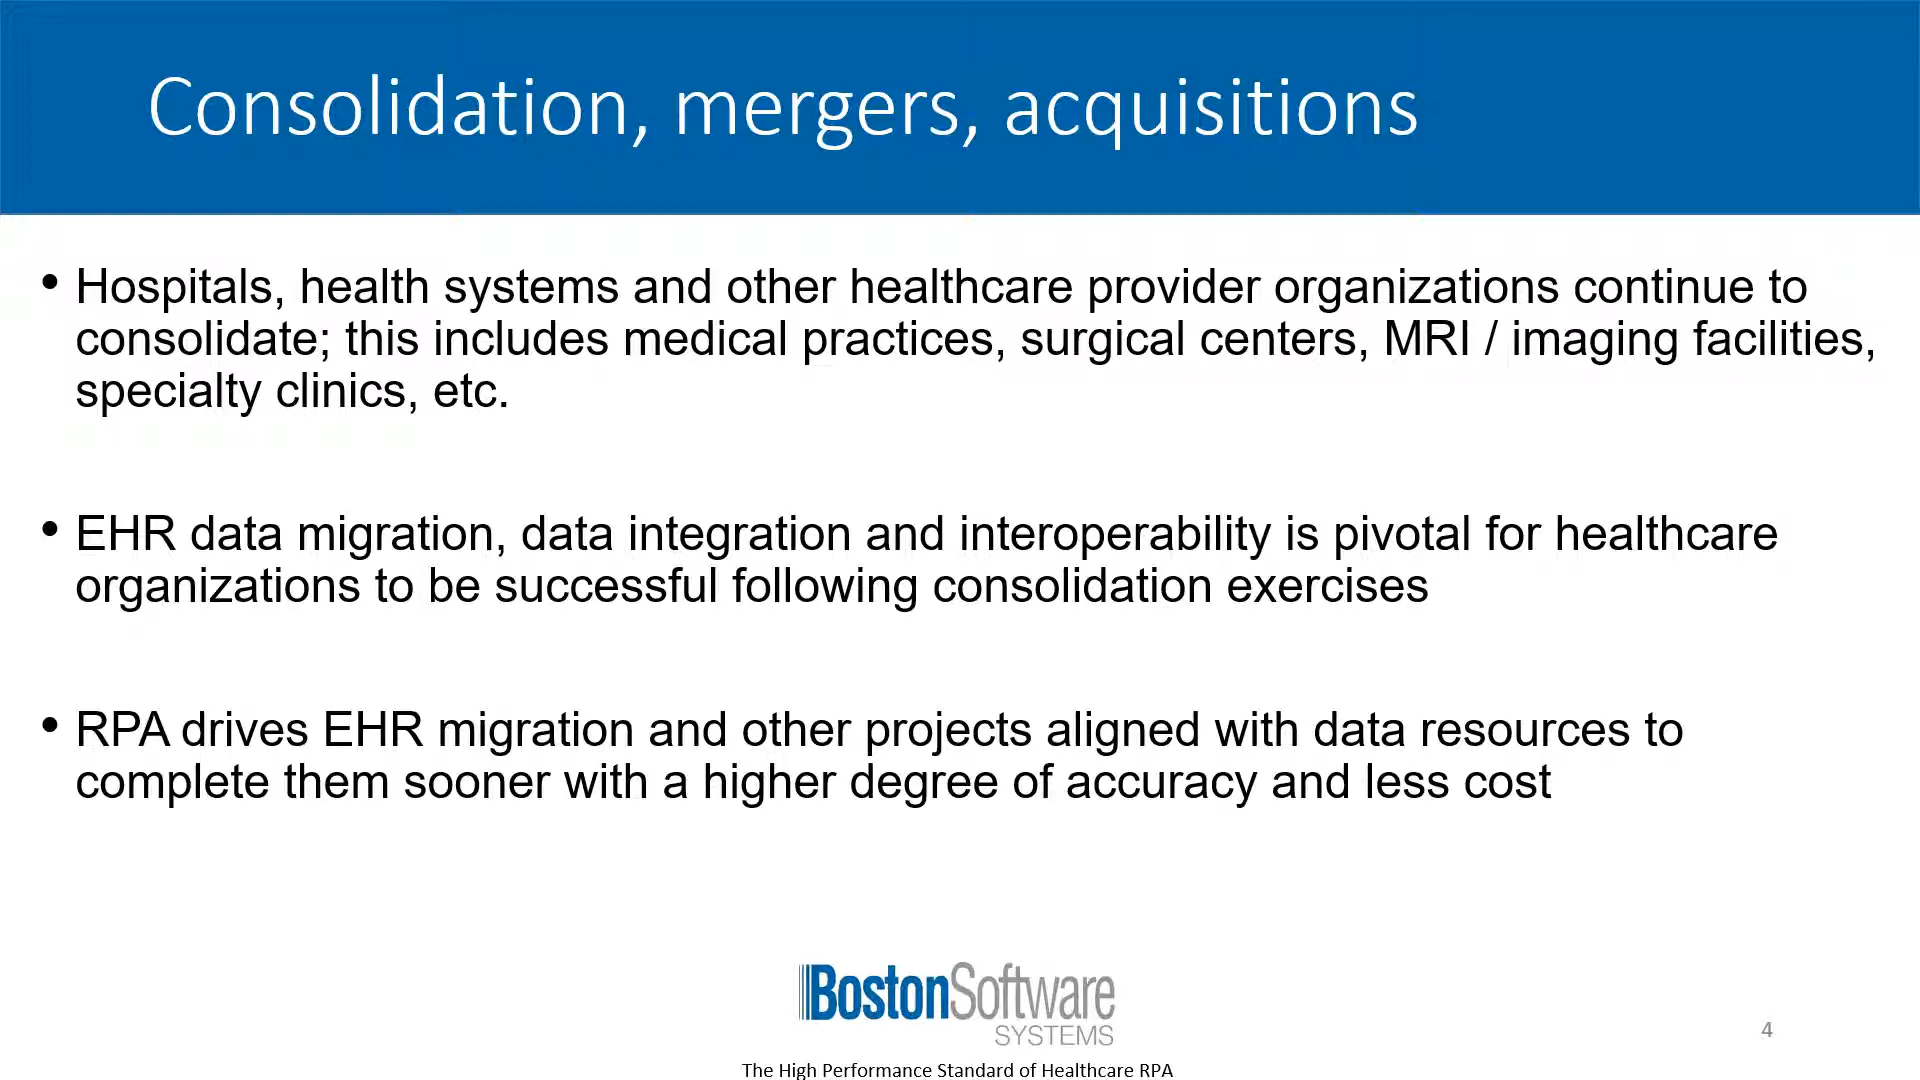 Consolidation, mergers, acquisitions
• Hospitals, health systems and other healthcare provider organizations continue to
consolidate; this includes medical practices, surgical centers, MRI / imaging facilities,
specialty clinics, etc.
• EHR data migration, data integration and interoperability is pivotal for healthcare
organizations to be successful following consolidation exercises
• RPA drives EHR migration and other projects aligned with data resources to
complete them sooner with a higher degree of accuracy and less cost
BostonSoftware
SYSTEMS
4
The High Performance Standard of Healthcare RPA